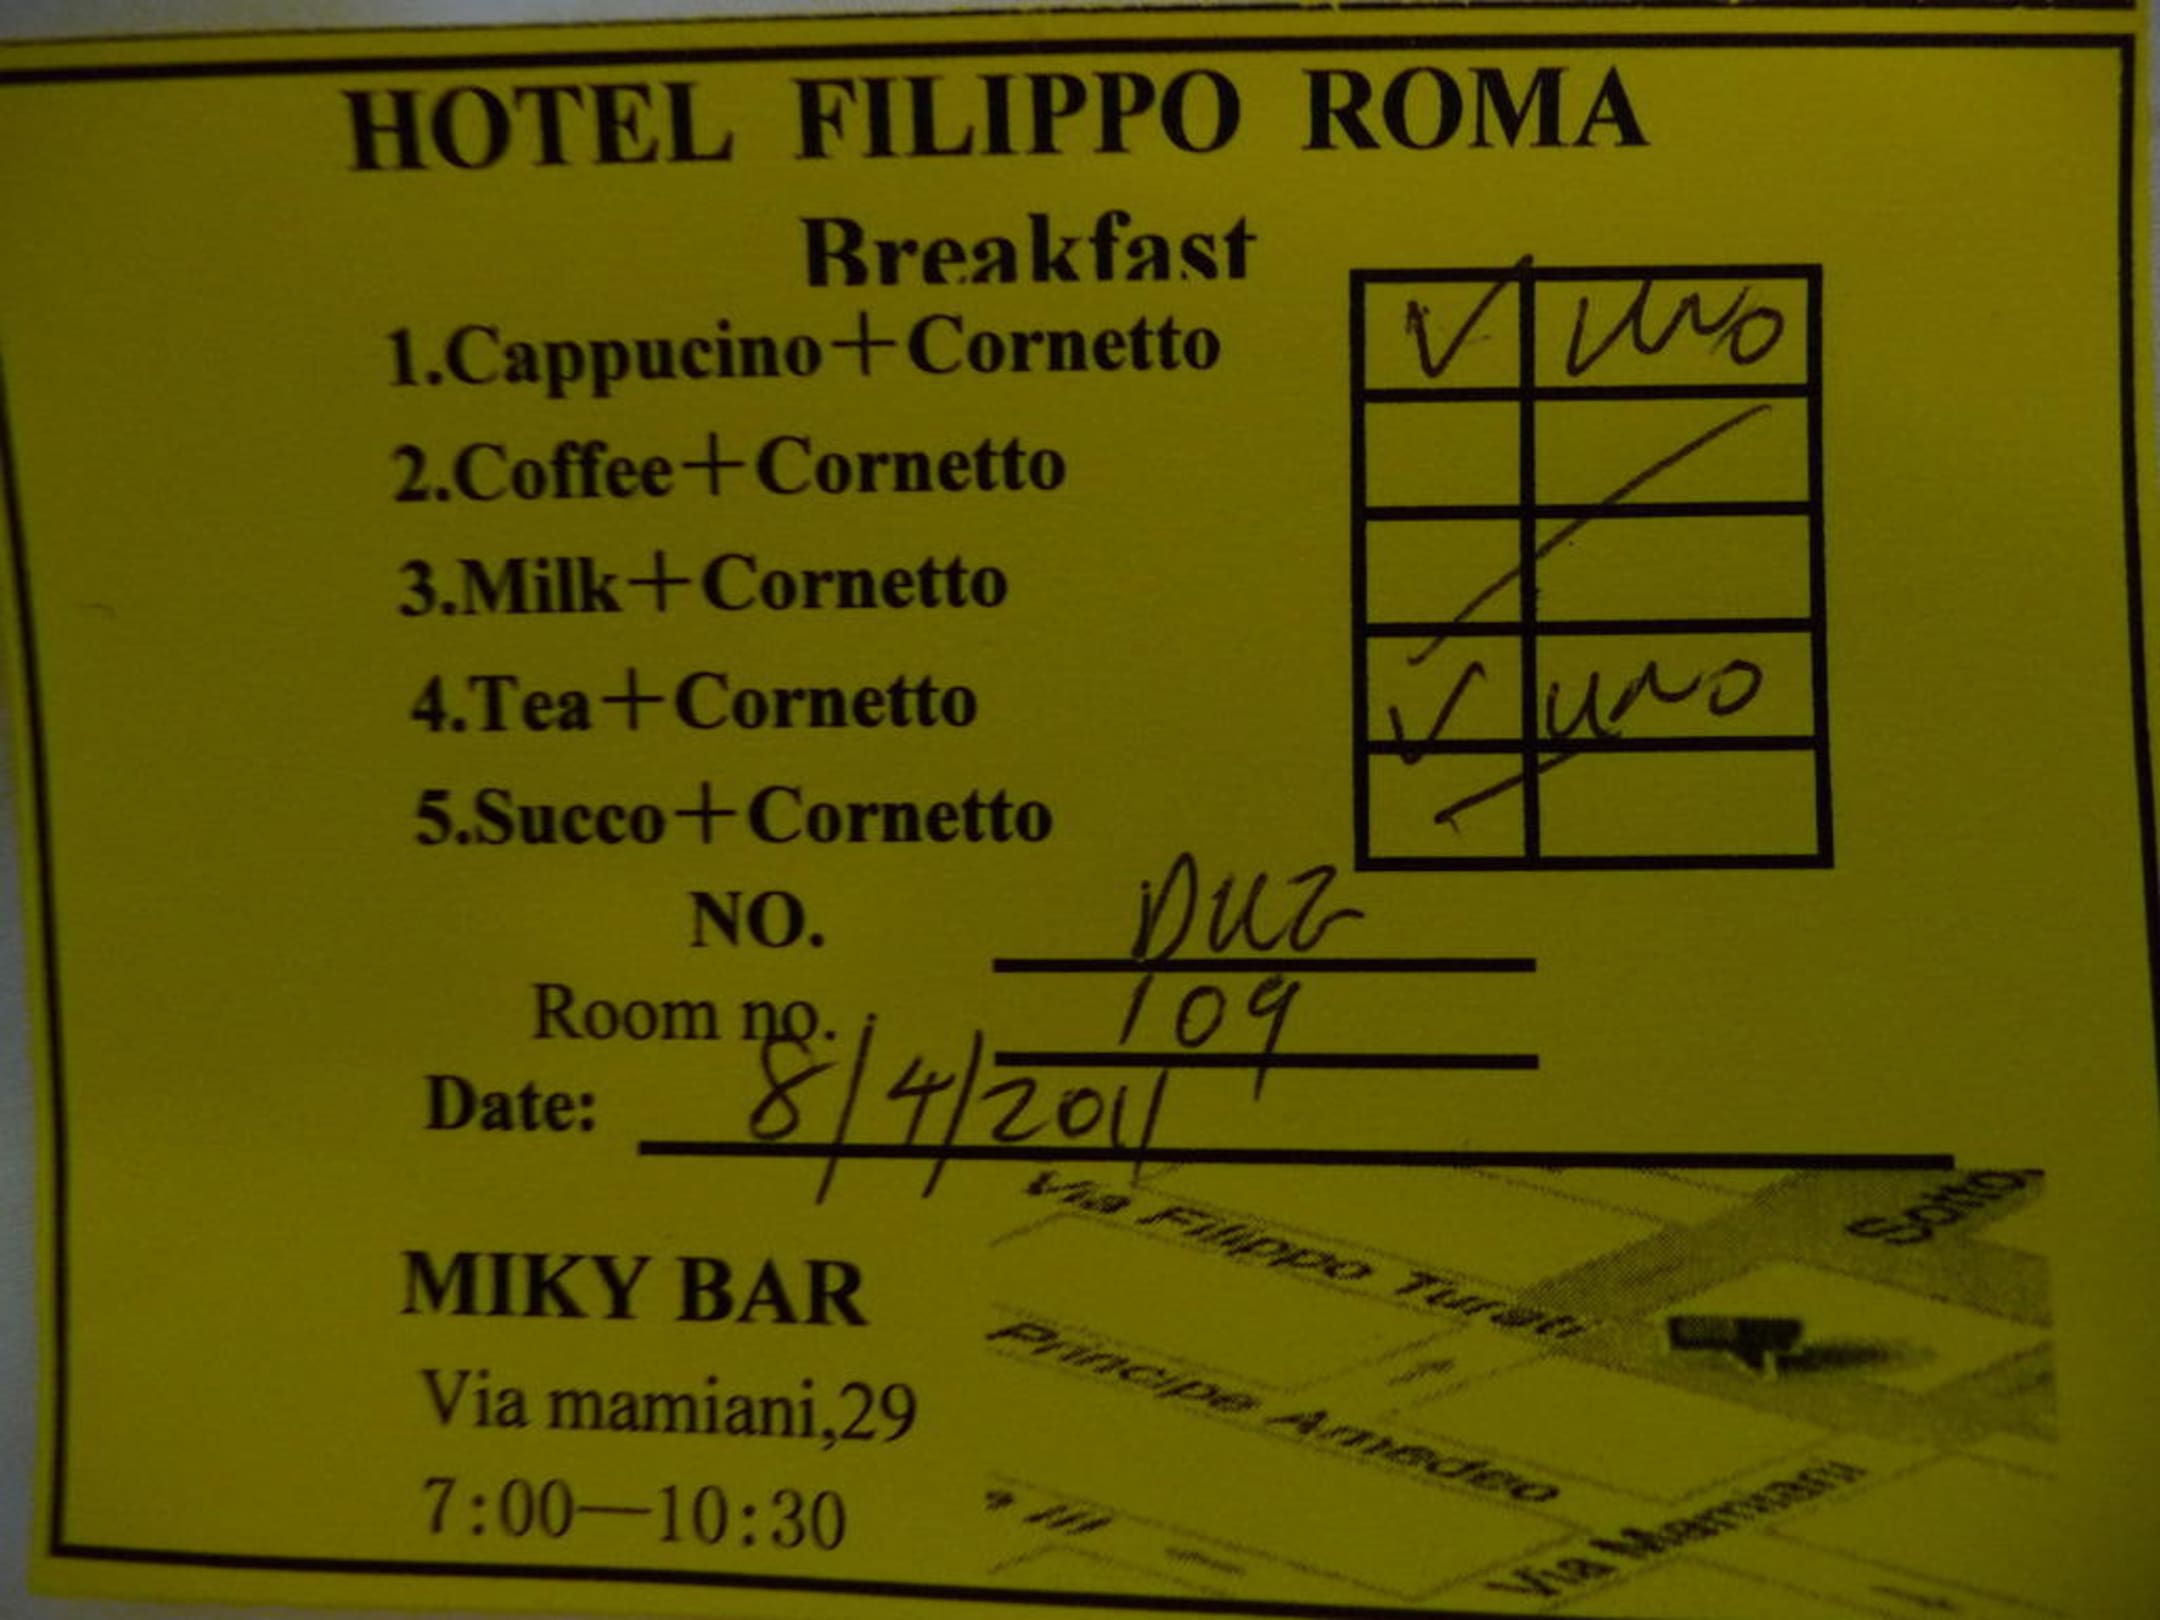 HOTEL FILIPPO ROMA
Breakfast
1.Cappucino+Cornetto ✓ uno
2.Coffee+Cornetto
3.Milk+Cornetto
4.Tea+Cornetto ✓ uno
5.Succo+Cornetto
NO. DUE
Room no. 109
Date: 8/4/2011
MIKY BAR
Via mamiani,29
7:00—10:30
Via Filippo Turati
Principe Amedeo
Via Mamiani